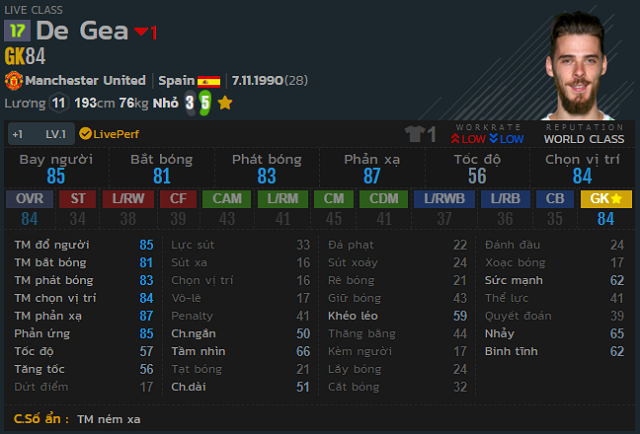 LIVE CLASS
17 De Gea 1
GK84
Manchester United Spain 7.11.1990(28)
Lương 11 193cm 76kg Nhỏ 3 5
+1 LV.1 LivePerf 1 WORKRATE LOW LOW REPUTATION WORLD CLASS
Bay người Bắt bóng Phát bóng Phản xạ Tốc độ Chọn vị trí
85 81 83 87 56 84
OVR ST L/RW CF CAM L/RM CM CDM L/RWB L/RB CB GK
84 34 38 39 43 41 45 41 37 36 35 84
TM đổ người 85 Lực sút 33 Đá phạt 22 Đánh đầu 24
TM bắt bóng 81 Sút xa 16 Sút xoáy 24 Xoạc bóng 17
TM phát bóng 83 Chọn vị trí 16 Rê bóng 21 Sức mạnh 62
TM chọn vị trí 84 Vô-lê 17 Giữ bóng 43 Thể lực 41
TM phản xạ 87 Penalty 41 Khéo léo 59 Quyết đoán 39
Phản ứng 85 Ch.ngắn 50 Thăng bằng 44 Nhảy 65
Tốc độ 57 Tầm nhìn 66 Kèm người 17 Bình tĩnh 62
Tăng tốc 56 Tạt bóng 21 Lấy bóng 24
Dứt điểm 17 Ch.dài 51 Cắt bóng 32
C.Số ẩn : TM ném xa